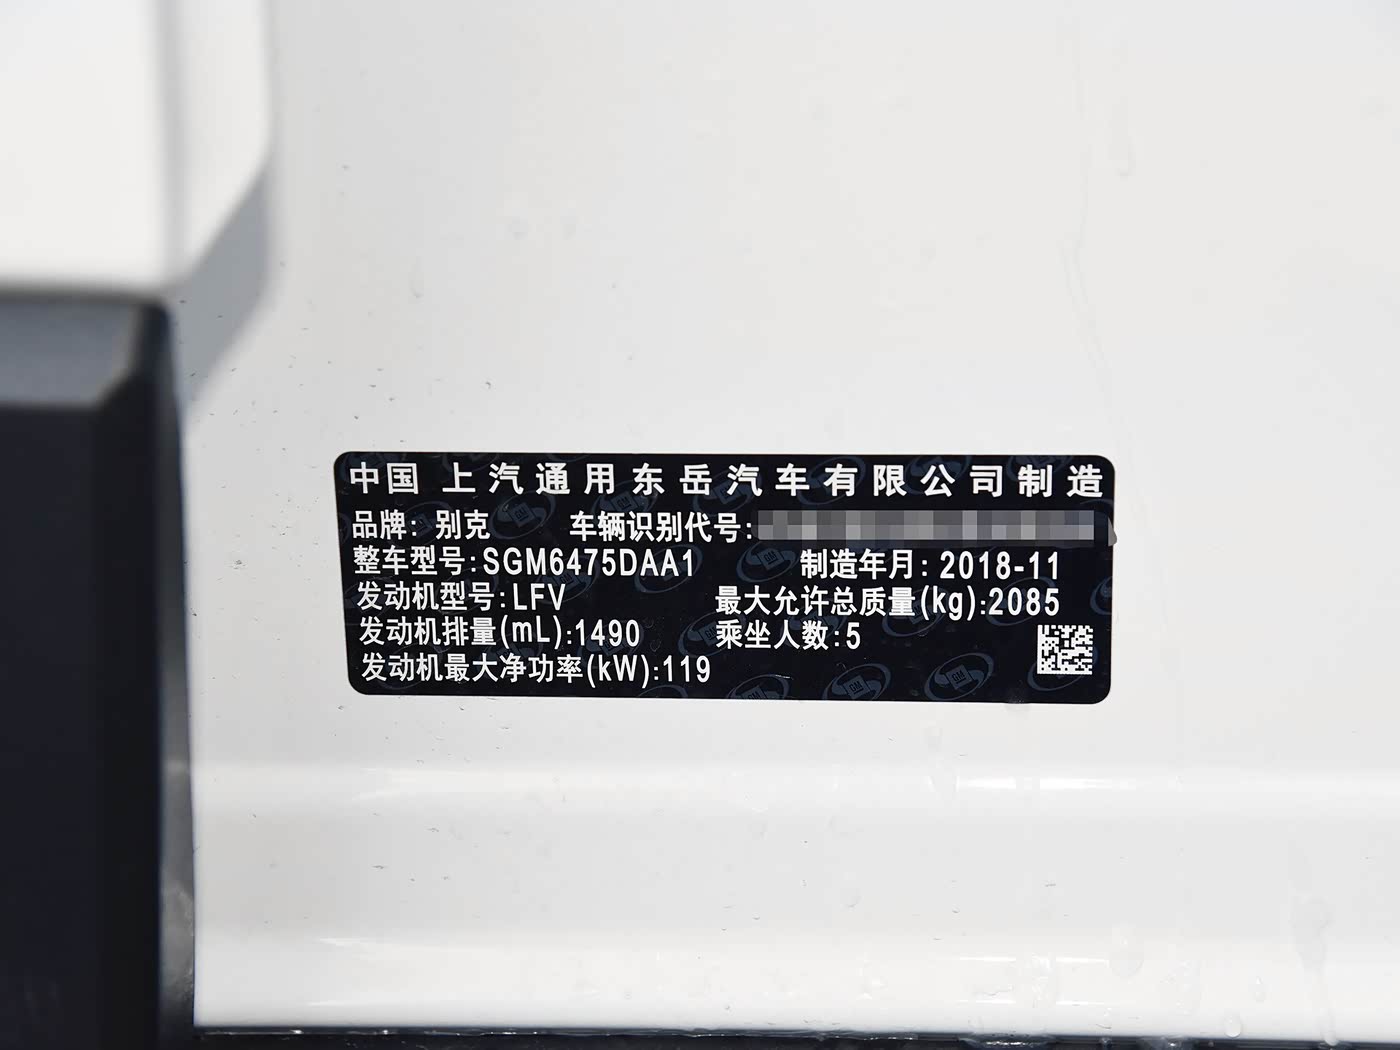 中国 上汽通用东岳汽车有限公司制造
品牌: 别克 车辆识别代号:
整车型号:SGM6475DAA1 制造年月: 2018-11
发动机型号:LFV 最大允许总质量(kg):2085
发动机排量(mL):1490 乘坐人数:5
发动机最大净功率(kW):119